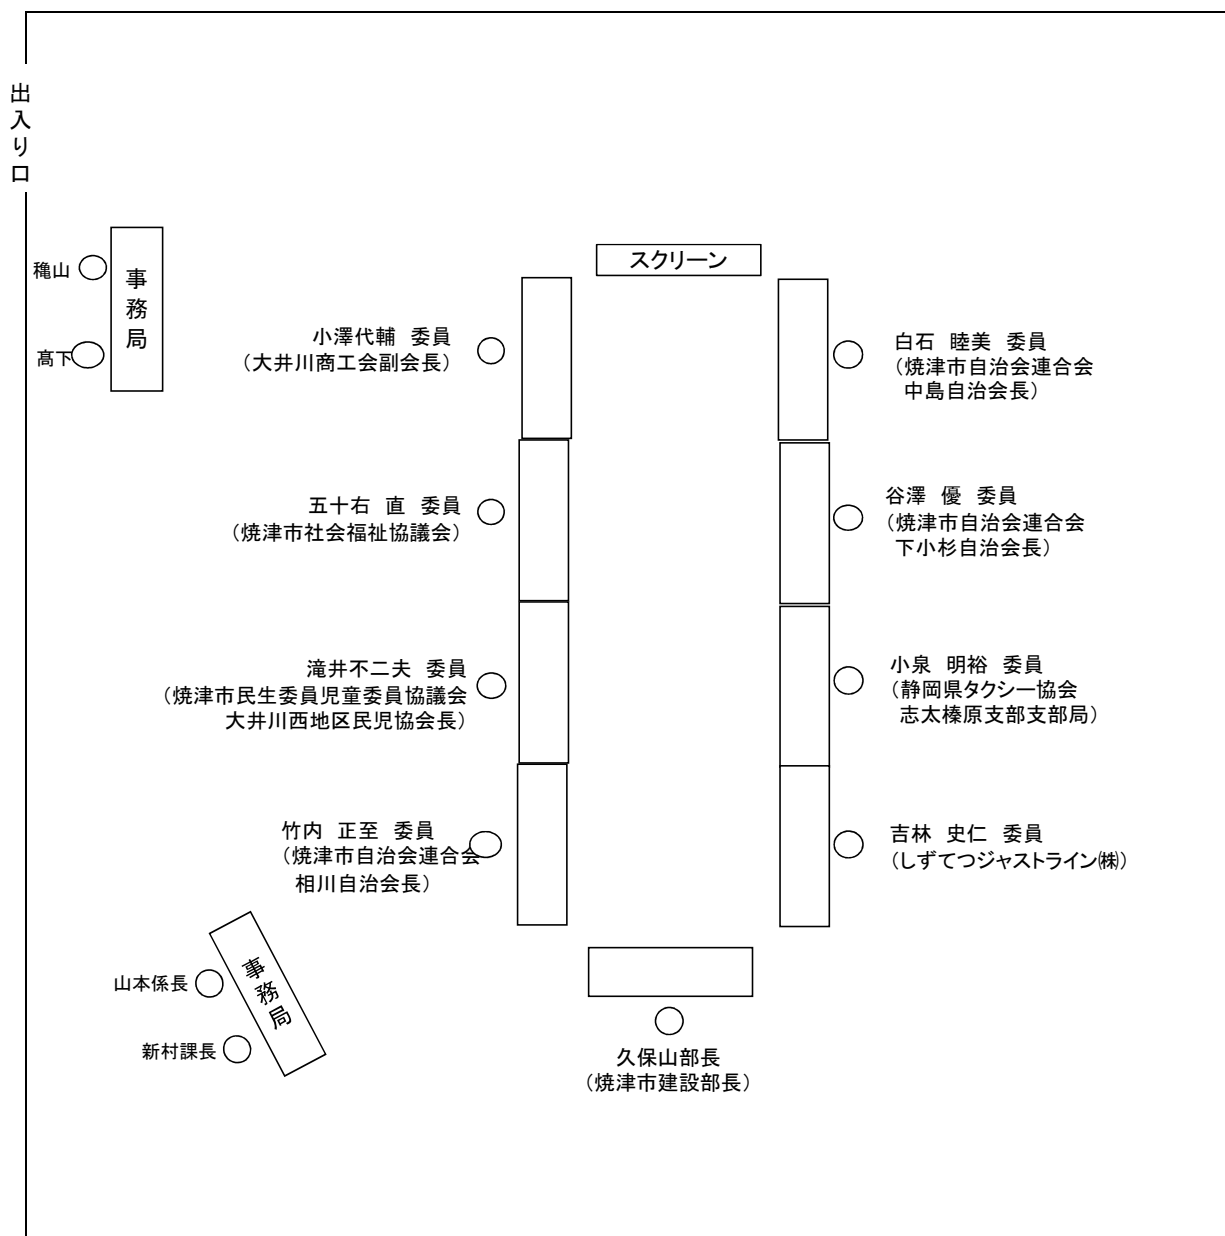 出入り口
穐山
髙下
事務局
スクリーン
小澤代輔 委員
（大井川商工会副会長）
五十右 直 委員
（焼津市社会福祉協議会）
滝井不二夫 委員
（焼津市民生委員児童委員協議会
大井川西地区民児協会長）
竹内 正至 委員
（焼津市自治会連合会
相川自治会長）
白石 睦美 委員
（焼津市自治会連合会
中島自治会長）
谷澤 優 委員
（焼津市自治会連合会
下小杉自治会長）
小泉 明裕 委員
（静岡県タクシー協会
志太榛原支部支部局）
吉林 史仁 委員
（しずてつジャストライン㈱）
山本係長
新村課長
事務局
久保山部長
（焼津市建設部長）